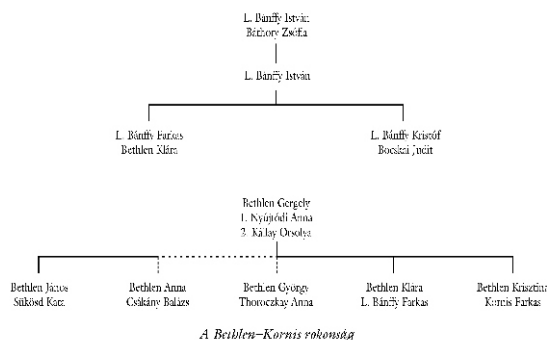 L. Bánffy István
Báthory Zsófia
L. Bánffy István
L. Bánffy Farkas
Bethlen Klára
L. Bánffy Kristóf
Bocskai Judit
Bethlen Gergely
1. Nyújtódi Anna
2. Kállay Orsolya
Bethlen János
Sükösd Kata
Bethlen Anna
Csákány Balázs
Bethlen György
Thoroczkay Anna
Bethlen Klára
L. Bánffy Farkas
Bethlen Krisztina
Kornis Farkas
A Bethlen–Kornis rokonság